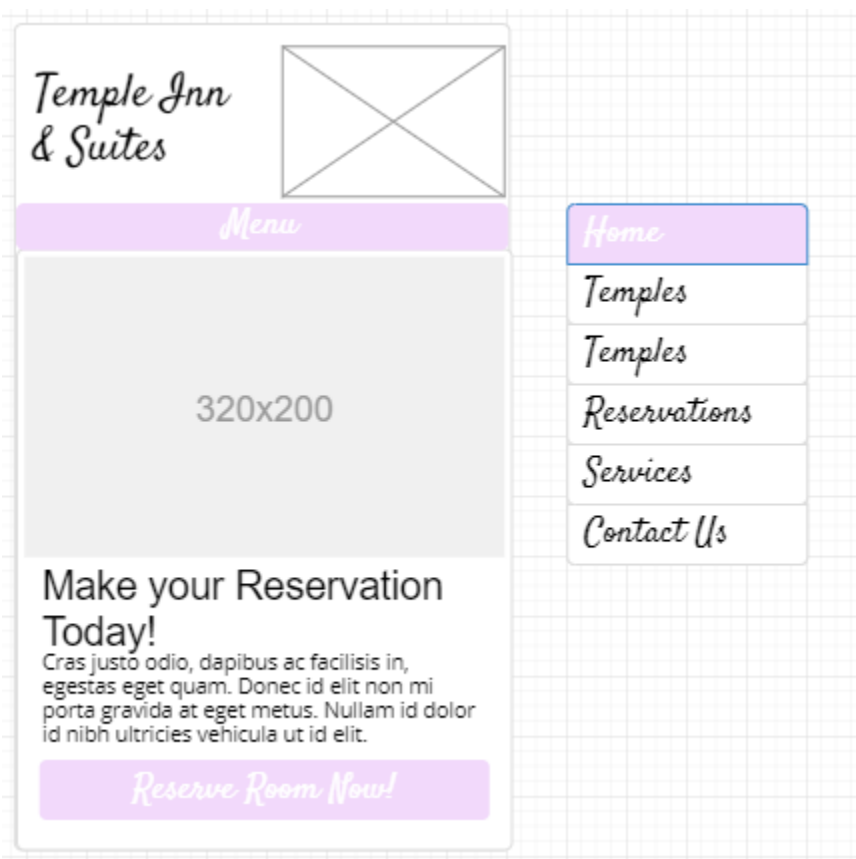 Temple Inn
& Suites
Menu
320x200
Make your Reservation
Today!
Cras justo odio, dapibus ac facilisis in,
egestas eget quam. Donec id elit non mi
porta gravida at eget metus. Nullam id dolor
id nibh ultricies vehicula ut id elit.
Reserve Room Now!
Home
Temples
Temples
Reservations
Services
Contact Us